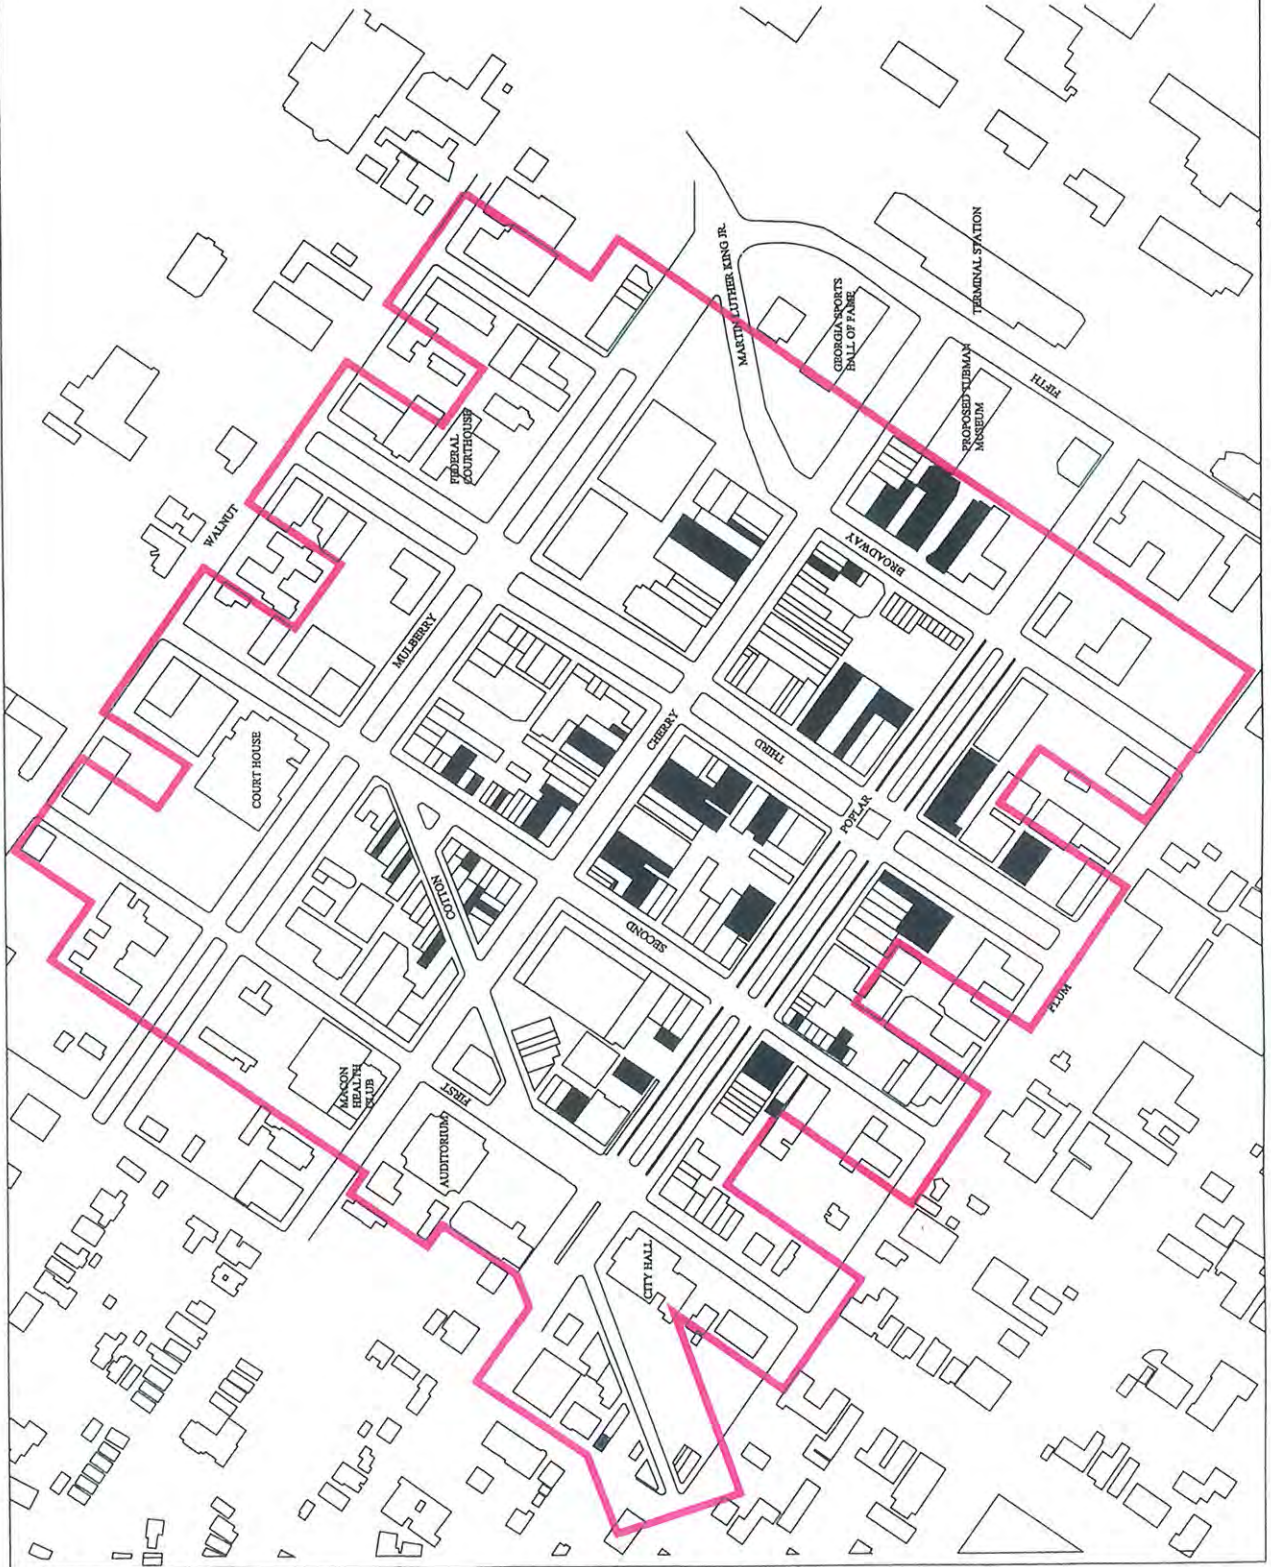 TERMINAL STATION
MARTIN LUTHER KING JR.
GEORGIA SPORTS
HALL OF FAME
PROPOSED TUBMAN
MUSEUM
FIFTH
FEDERAL
COURTHOUSE
WALNUT
BROADWAY
MULBERRY
CHERRY
THIRD
COURT HOUSE
POPLAR
COTTON
SECOND
PLUM
MACON
HEALTH
CLUB
FIRST
AUDITORIUM
CITY HALL